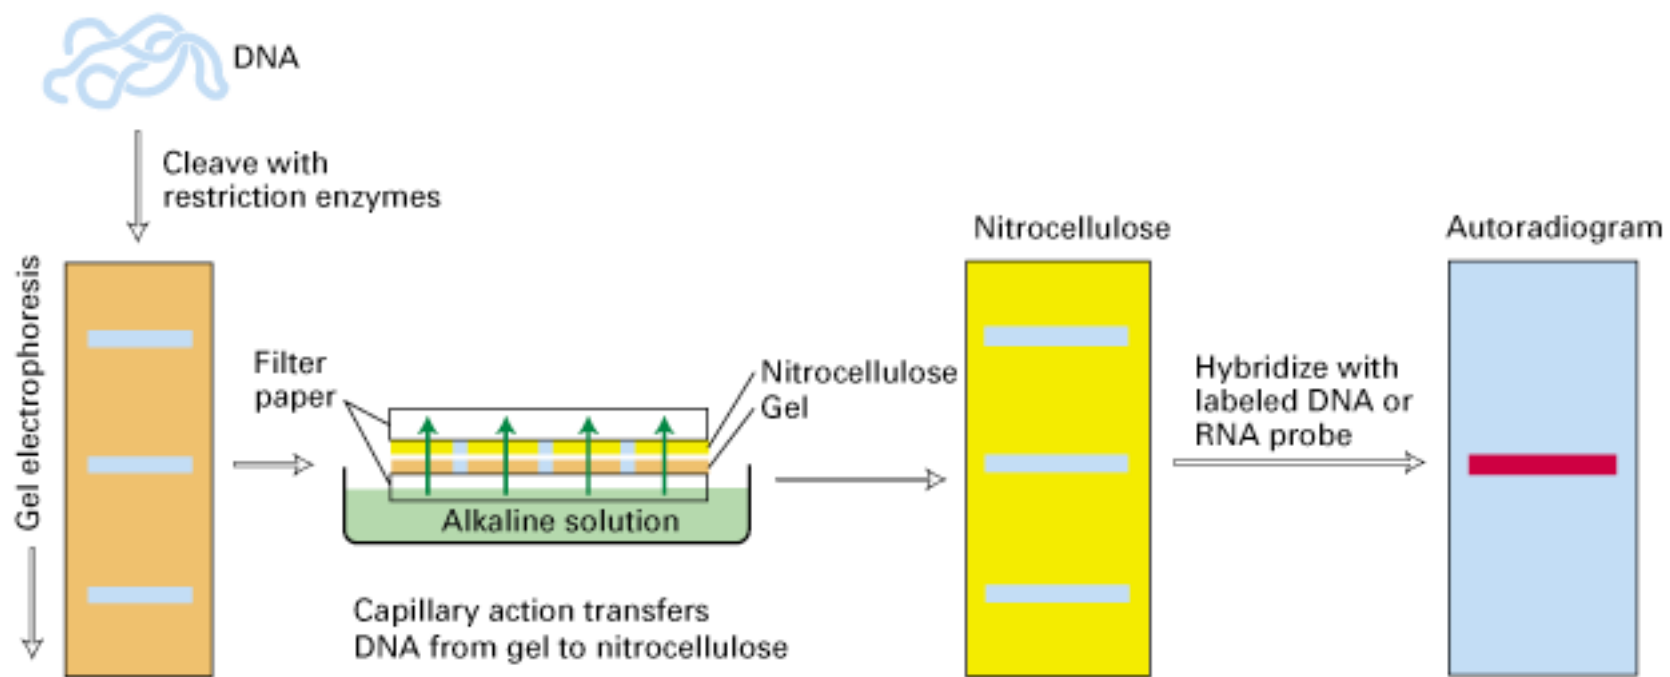 DNA
Cleave with
restriction enzymes
Gel electrophoresis
Filter
paper
Nitrocellulose
Gel
Alkaline solution
Capillary action transfers
DNA from gel to nitrocellulose
Nitrocellulose
Hybridize with
labeled DNA or
RNA probe
Autoradiogram